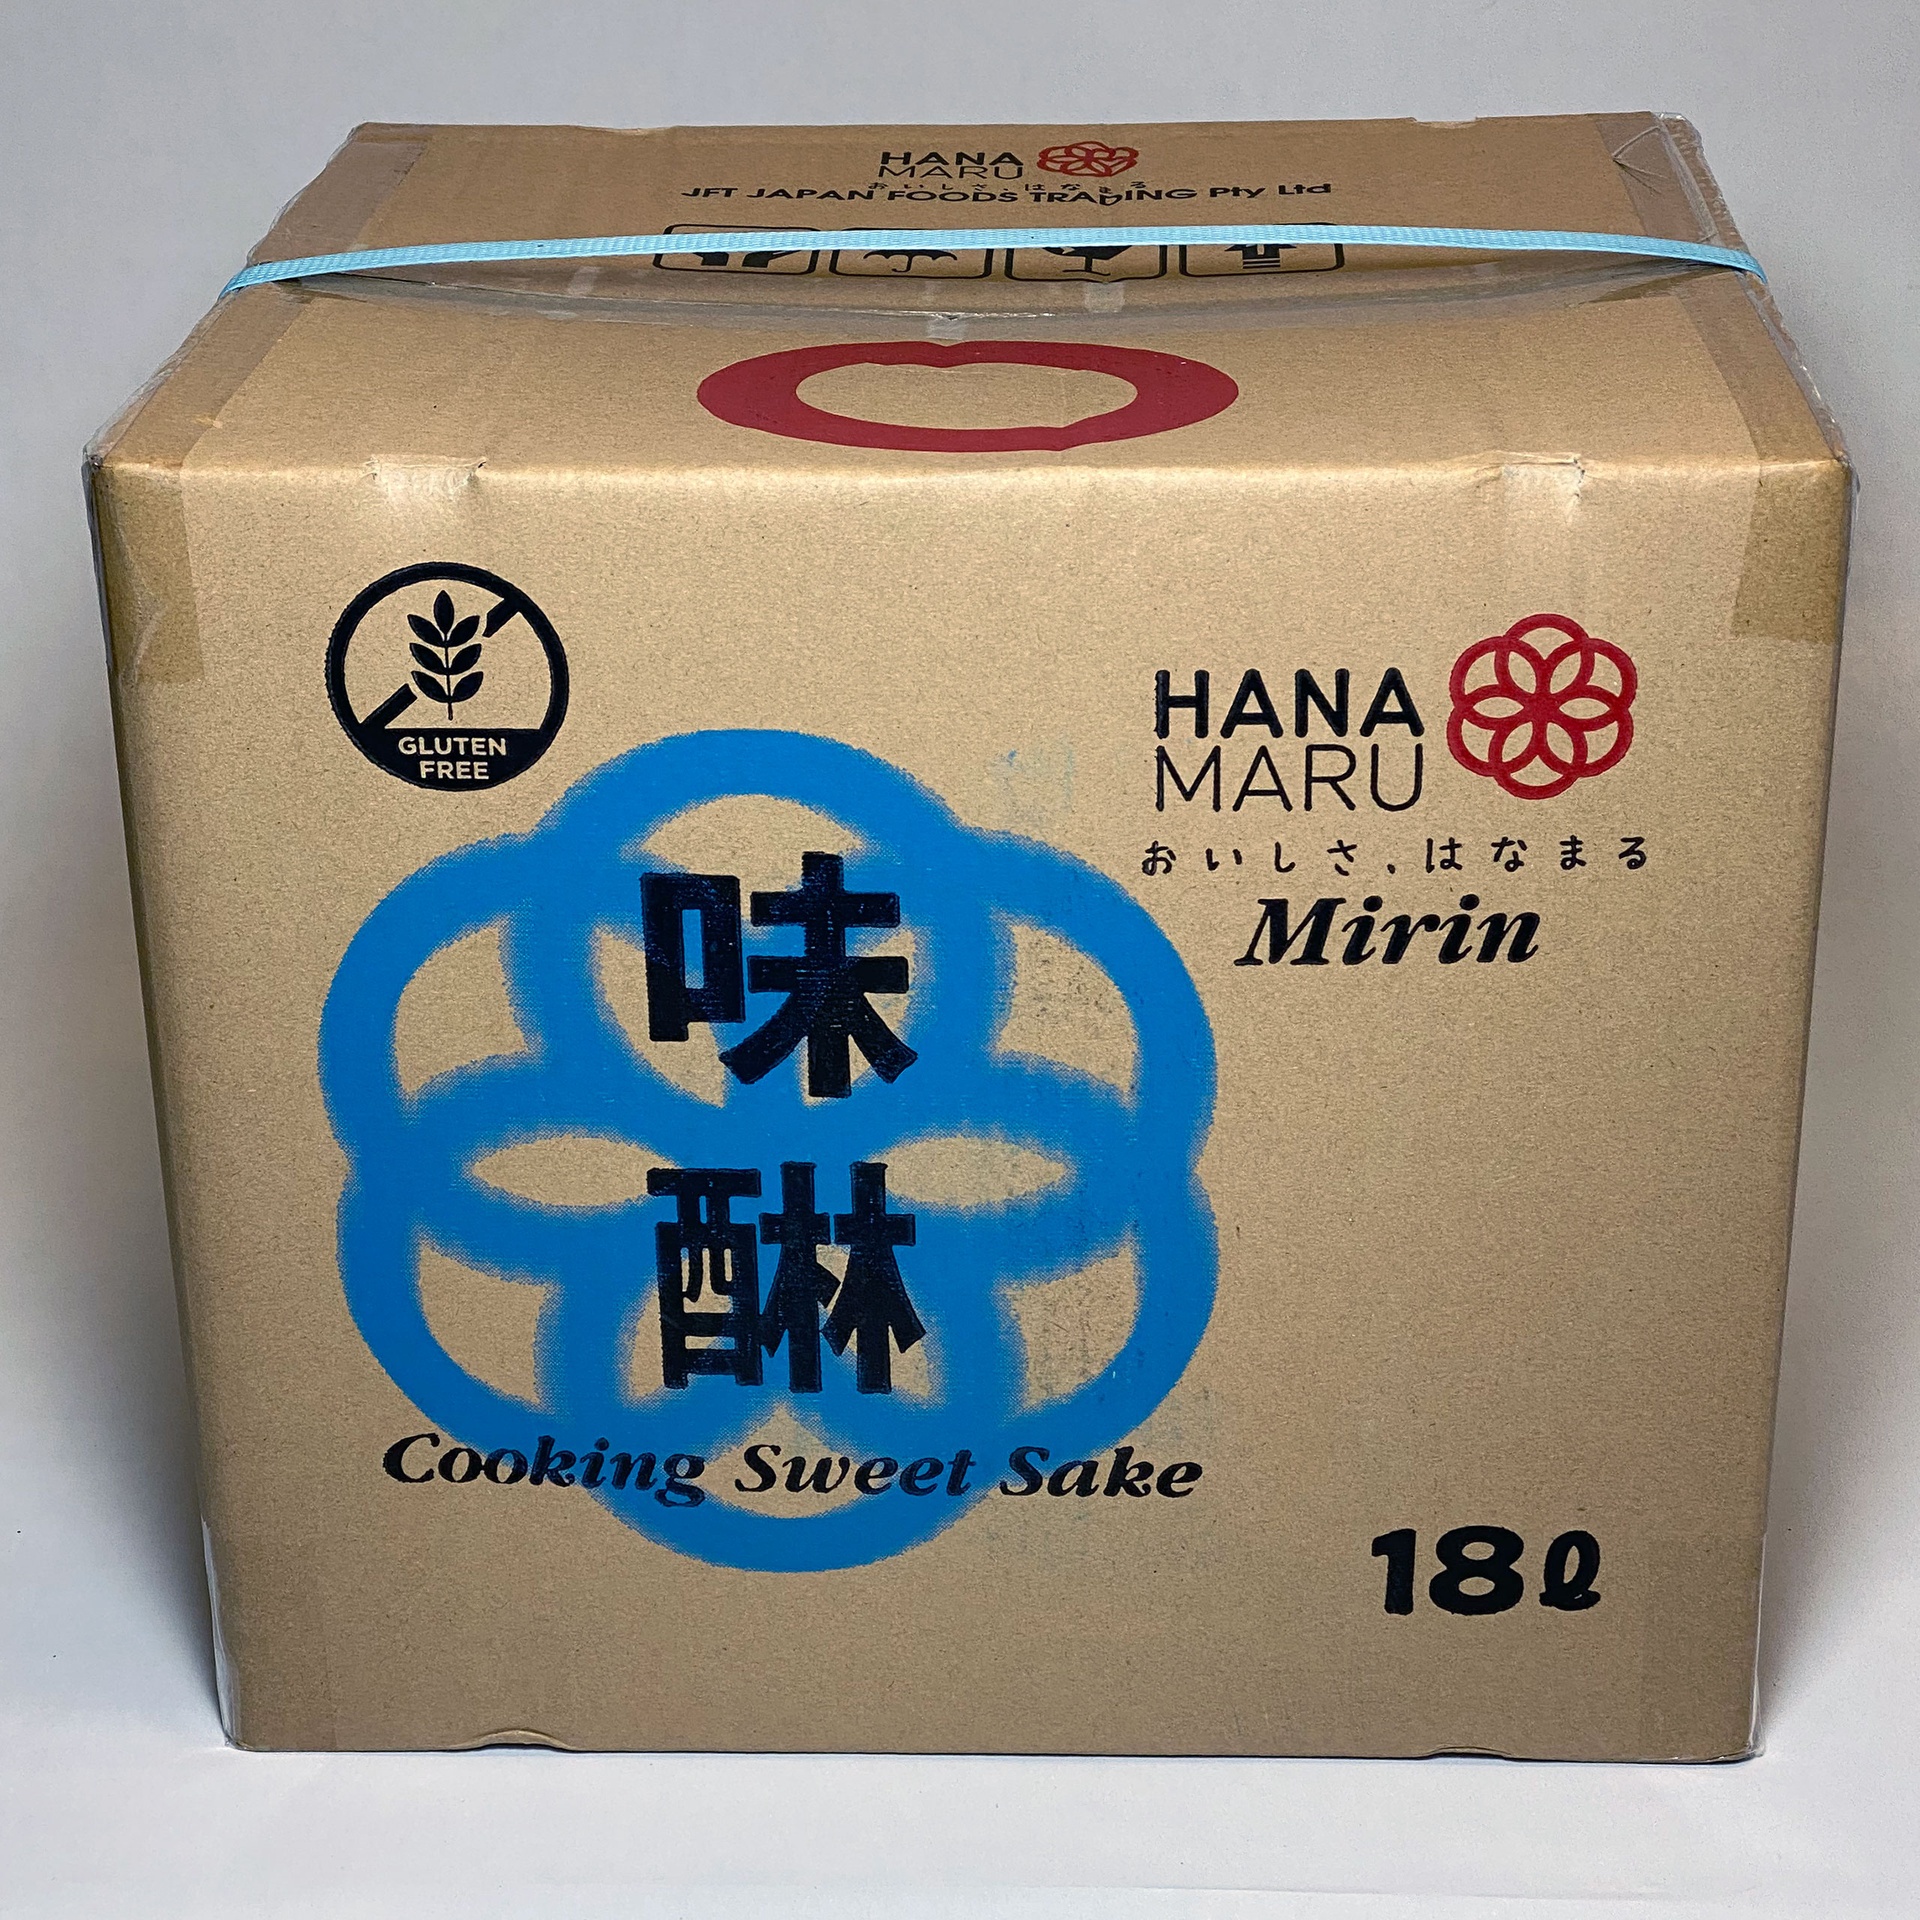 HANA
MARU
おいしさ、はなまる
JFT JAPAN FOODS TRADING Pty Ltd
GLUTEN
FREE
HANA
MARU
おいしさ、はなまる
Mirin
味
醂
Cooking Sweet Sake
18ℓ